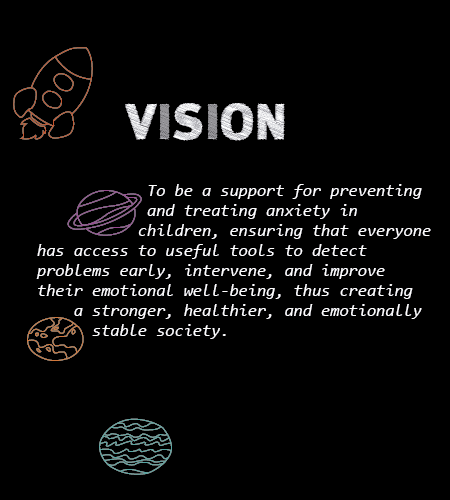 VISION
To be a support for preventing
and treating anxiety in
children, ensuring that everyone
has access to useful tools to detect
problems early, intervene, and improve
their emotional well-being, thus creating
a stronger, healthier, and emotionally
stable society.